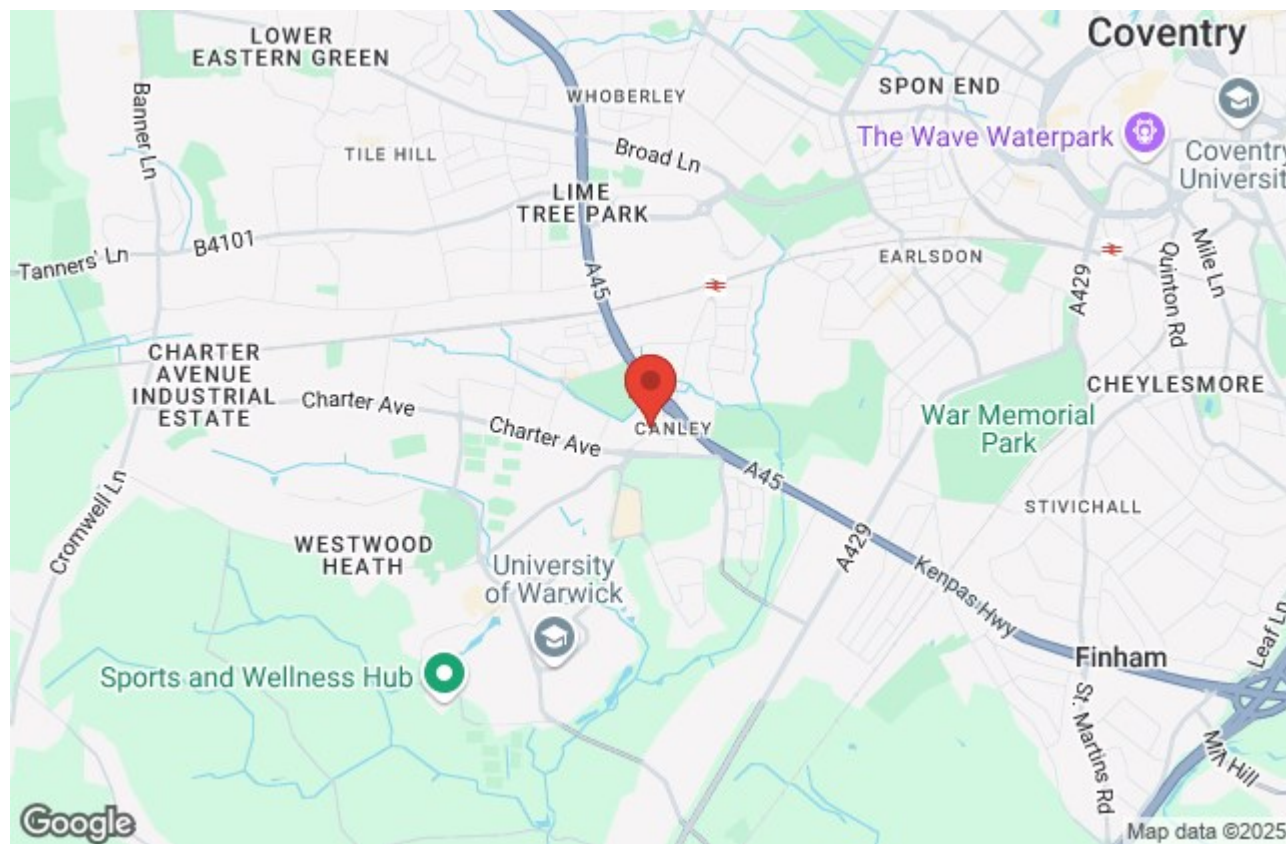 LOWER
EASTERN GREEN
Coventry
WHOBERLEY
SPON END
Banner Ln
The Wave Waterpark
TILE HILL
Broad Ln
Coventry
Universit
LIME
TREE PARK
B4101
Tanners' Ln
EARLSDON
A45
A429
Quinton Rd
Mile Ln
CHARTER
AVENUE
INDUSTRIAL
ESTATE
CHEYLESMORE
Charter Ave
War Memorial
Park
Charter Ave
CANLEY
A45
Cromwell Ln
STIVICHALL
WESTWOOD
HEATH
University
of Warwick
A429
Kenpas Hwy
Leaf Ln
Finham
Sports and Wellness Hub
St. Martins Rd
Mill Hill
Google
Map data ©2025